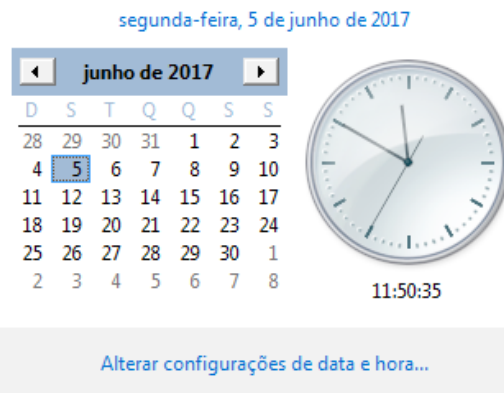 segunda-feira, 5 de junho de 2017
junho de 2017
D S T Q Q S S
28 29 30 31 1 2 3
4 5 6 7 8 9 10
11 12 13 14 15 16 17
18 19 20 21 22 23 24
25 26 27 28 29 30 1
2 3 4 5 6 7 8
11:50:35
Alterar configurações de data e hora...